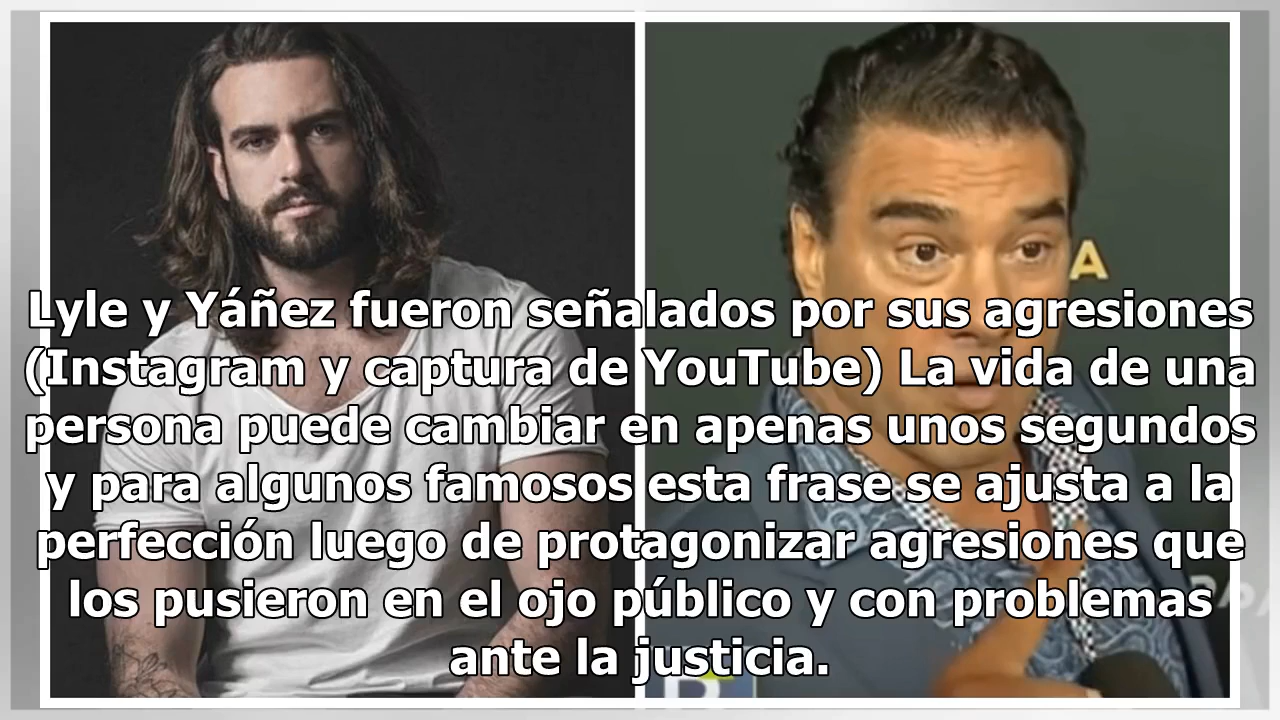 Lyle y Yáñez fueron señalados por sus agresiones
(Instagram y captura de YouTube) La vida de una
persona puede cambiar en apenas unos segundos
y para algunos famosos esta frase se ajusta a la
perfección luego de protagonizar agresiones que
los pusieron en el ojo público y con problemas
ante la justicia.
A